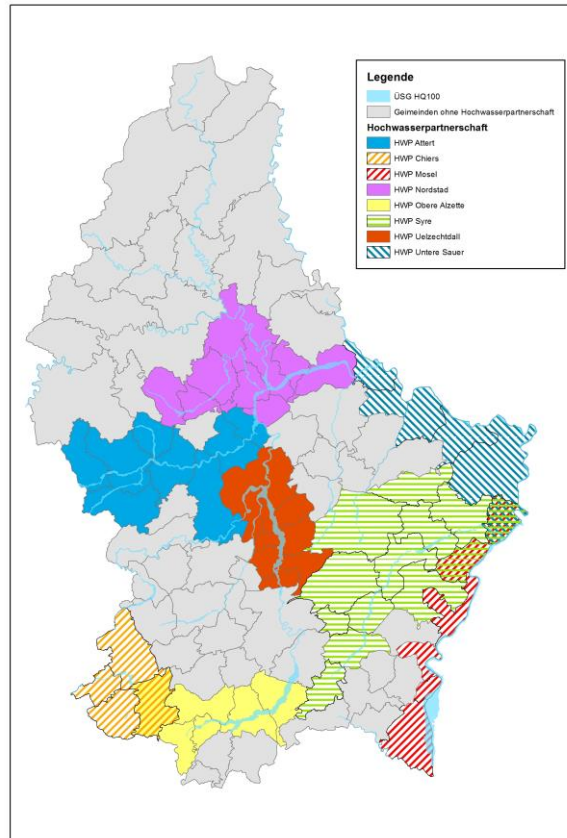 Legende
ÜSG HQ100
Geimeinden ohne Hochwasserpartnerschaft
Hochwasserpartnerschaft
HWP Attert
HWP Chiers
HWP Mosel
HWP Nordstad
HWP Obere Alzette
HWP Syre
HWP Uelzechtdall
HWP Untere Sauer